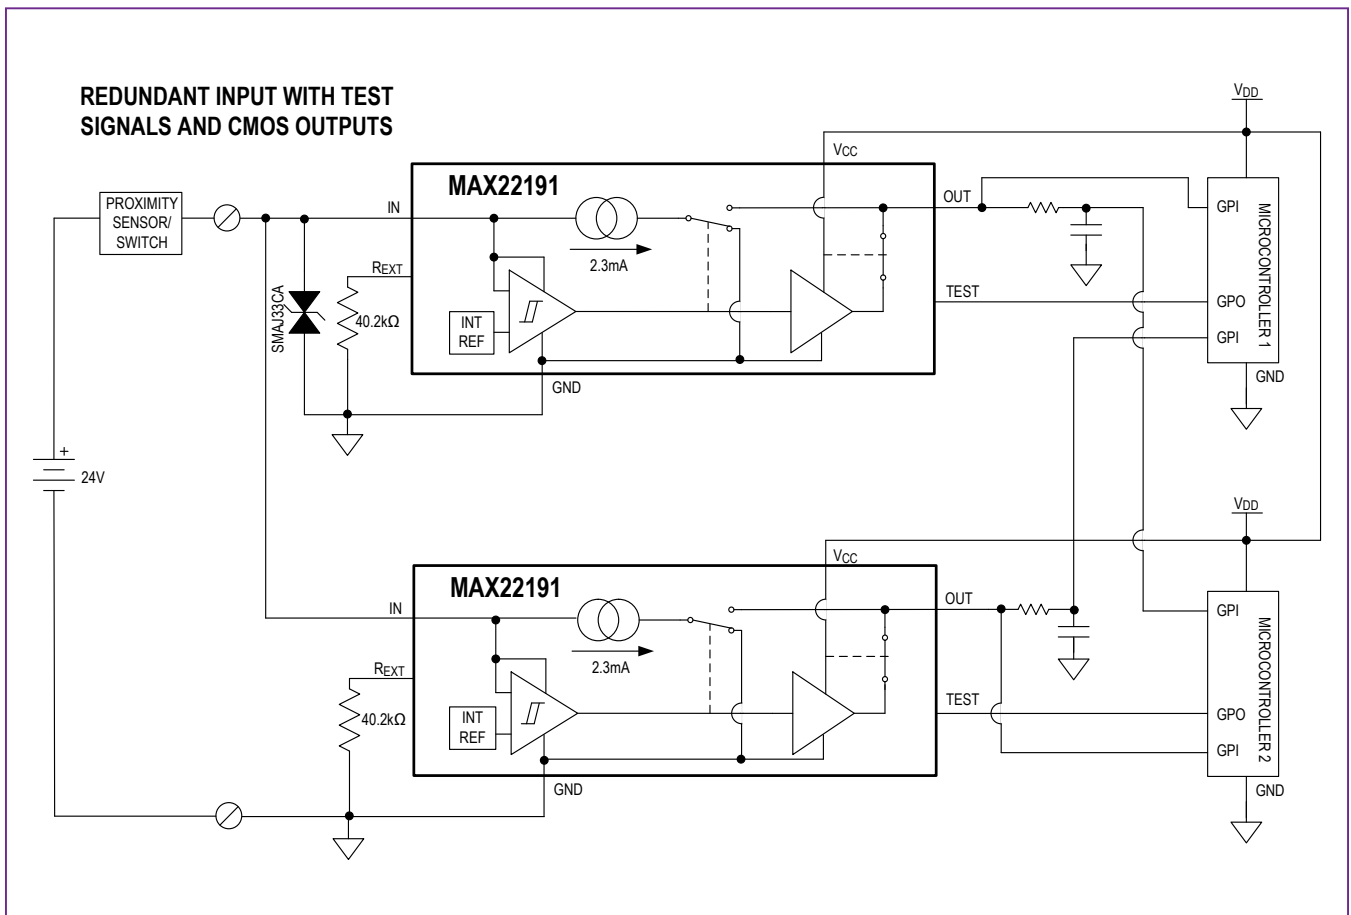 REDUNDANT INPUT WITH TEST
SIGNALS AND CMOS OUTPUTS
VDD
VCC
MAX22191
PROXIMITY
SENSOR/
SWITCH
IN
OUT
GPI
2.3mA
REXT
TEST
GPO
SMAJ33CA
40.2kΩ
INT
REF
GPI
MICROCONTROLLER 1
GND
GND
+
24V
VDD
VCC
MAX22191
IN
OUT
GPI
2.3mA
REXT
TEST
GPO
40.2kΩ
INT
REF
GPI
MICROCONTROLLER 2
GND
GND